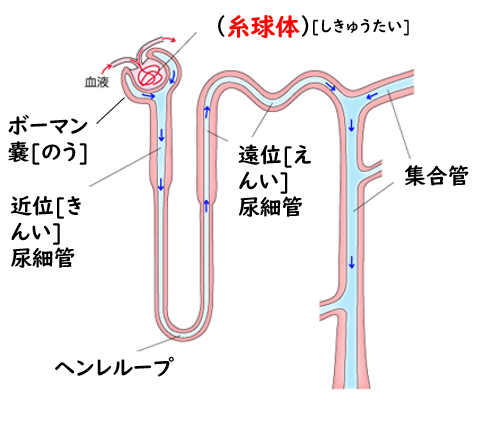 (糸球体)[しきゅうたい]
血液
ボーマン
嚢[のう]
近位[き
んい]
尿細管
遠位[え
んい]
尿細管
集合管
ヘンレループ